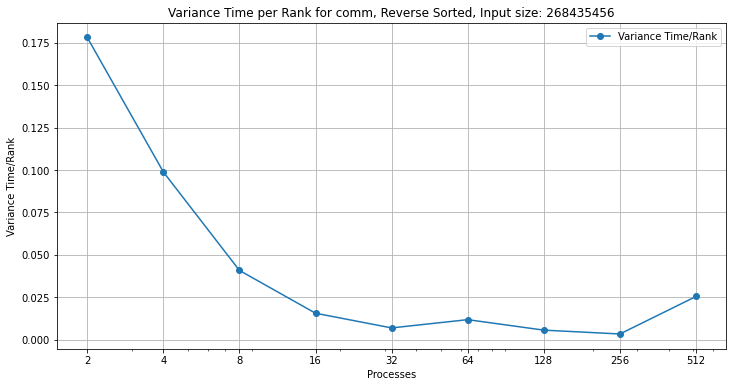 Variance Time per Rank for comm, Reverse Sorted, Input size: 268435456
Variance Time/Rank
0.175
0.150
0.125
0.100
0.075
0.050
0.025
0.000
Variance Time/Rank
2 4 8 16 32 64 128 256 512
Processes